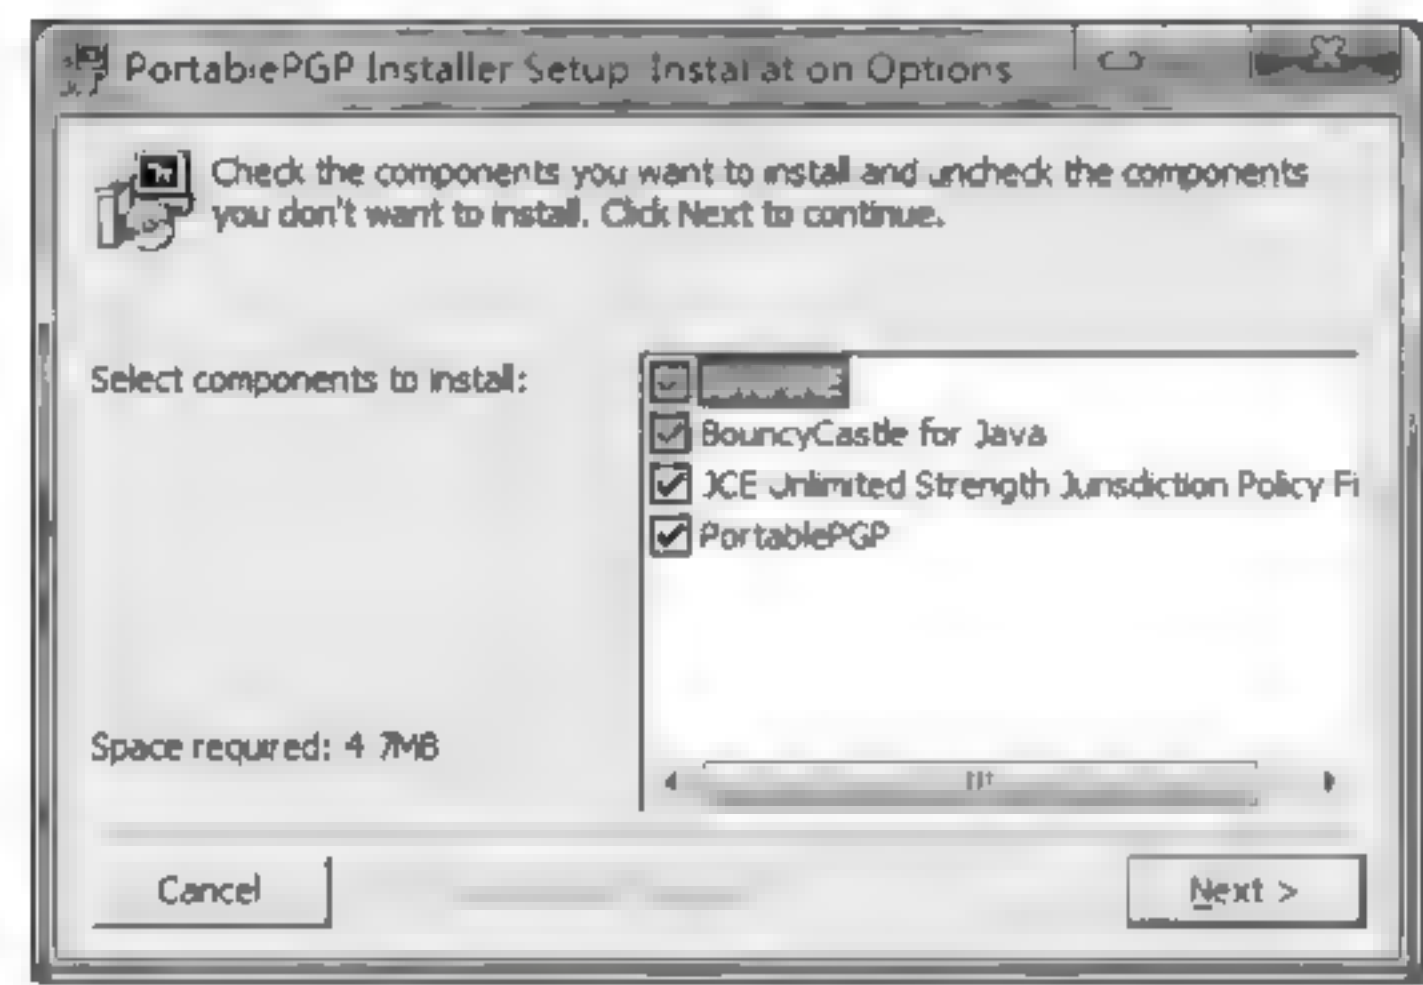 PortablePGP Installer Setup Installation Options
Check the components you want to install and uncheck the components
you don't want to install. Click Next to continue.
Select components to install:
BouncyCastle for Java
JCE Unlimited Strength Jurisdiction Policy Fi
PortablePGP
Space required: 4.7MB
Cancel
Next >